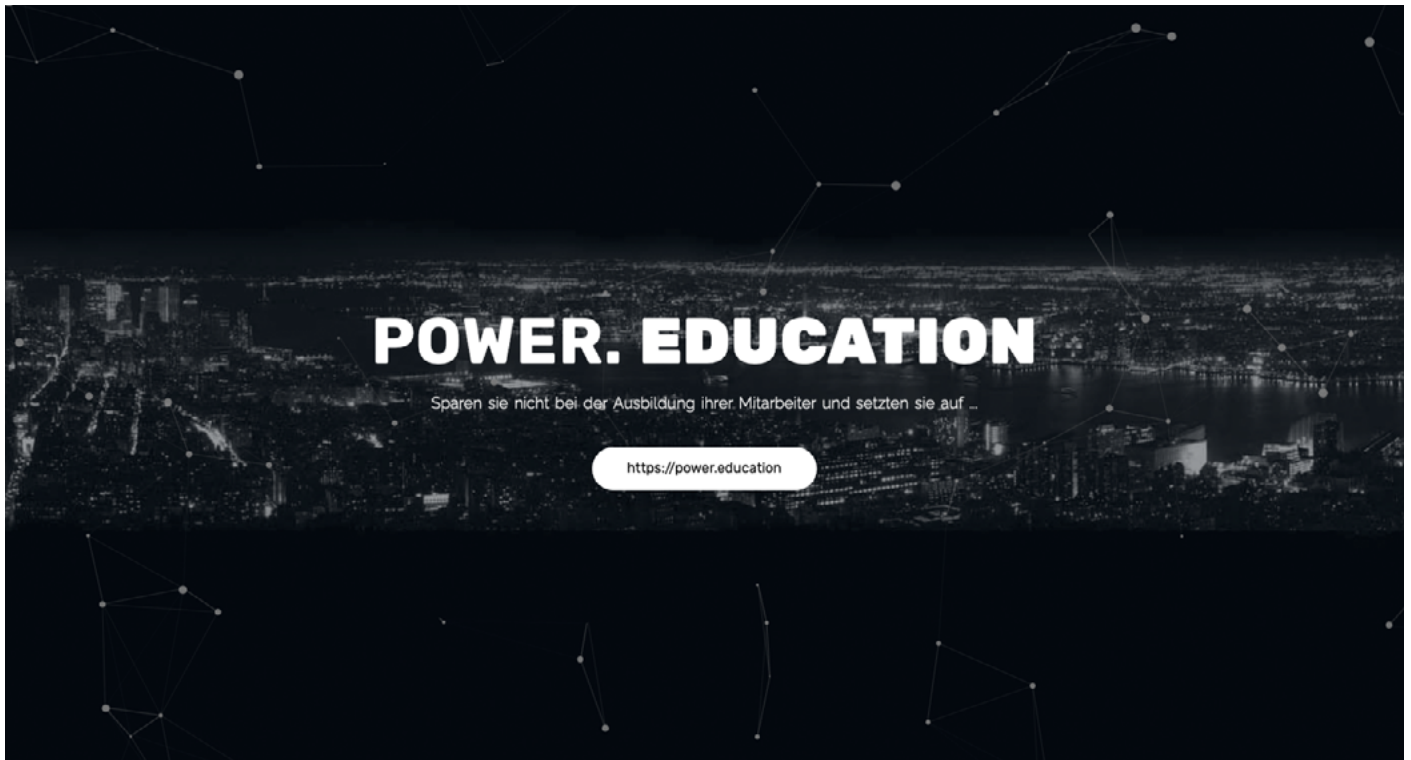 POWER. EDUCATION
Sparen sie nicht bei der Ausbildung ihrer Mitarbeiter und setzten sie auf ...
https://power.education